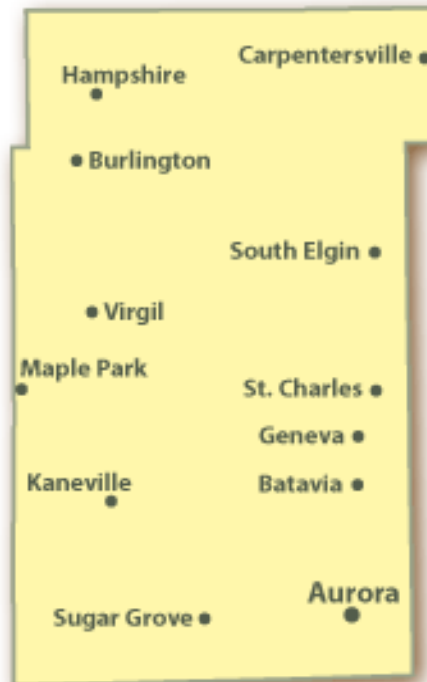 Carpentersville
Hampshire
Burlington
South Elgin
Virgil
Maple Park
St. Charles
Geneva
Kaneville
Batavia
Aurora
Sugar Grove